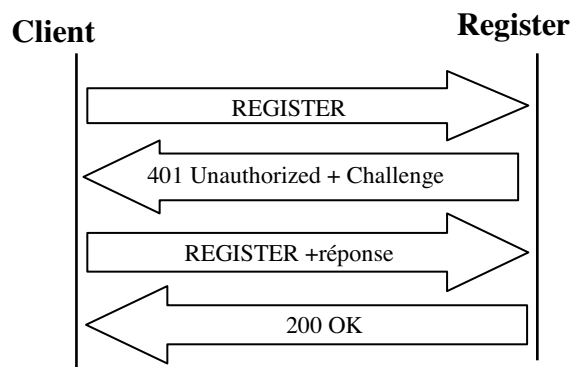 Client
Register
REGISTER
401 Unauthorized + Challenge
REGISTER +réponse
200 OK